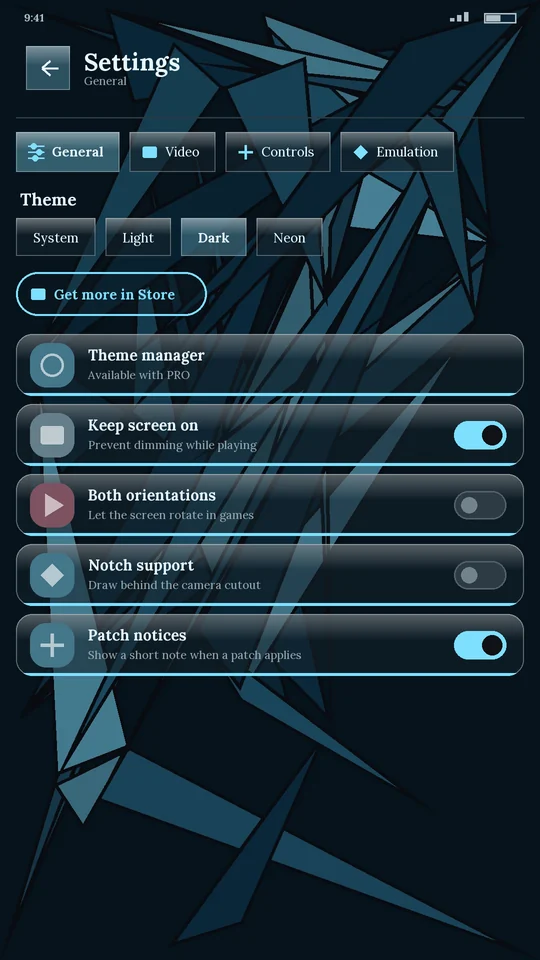 9:41
Settings
General
General
Video
Controls
Emulation
Theme
System
Light
Dark
Neon
Get more in Store
Theme manager
Available with PRO
Keep screen on
Prevent dimming while playing
Both orientations
Let the screen rotate in games
Notch support
Draw behind the camera cutout
Patch notices
Show a short note when a patch applies